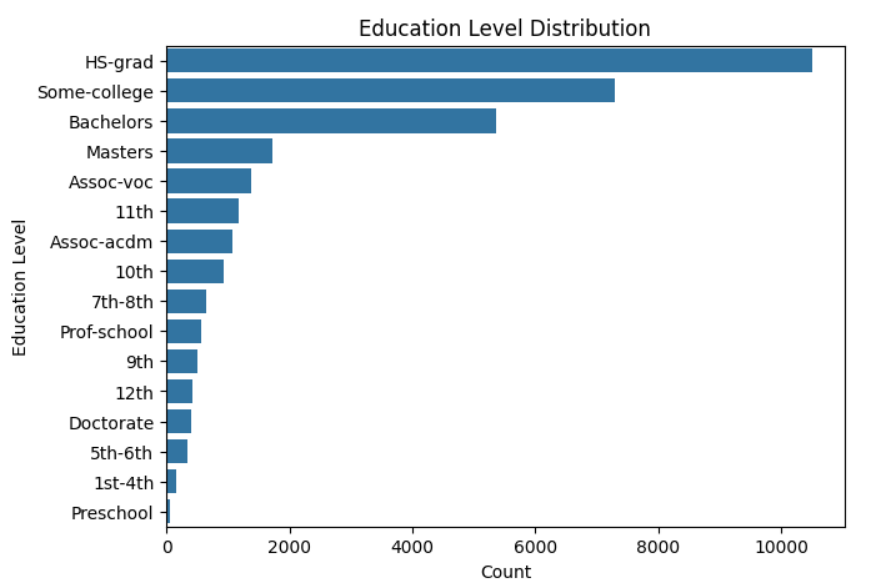 Education Level Distribution
HS-grad
Some-college
Bachelors
Masters
Assoc-voc
11th
Assoc-acdm
10th
7th-8th
Prof-school
9th
12th
Doctorate
5th-6th
1st-4th
Preschool
Education Level
0 2000 4000 6000 8000 10000
Count